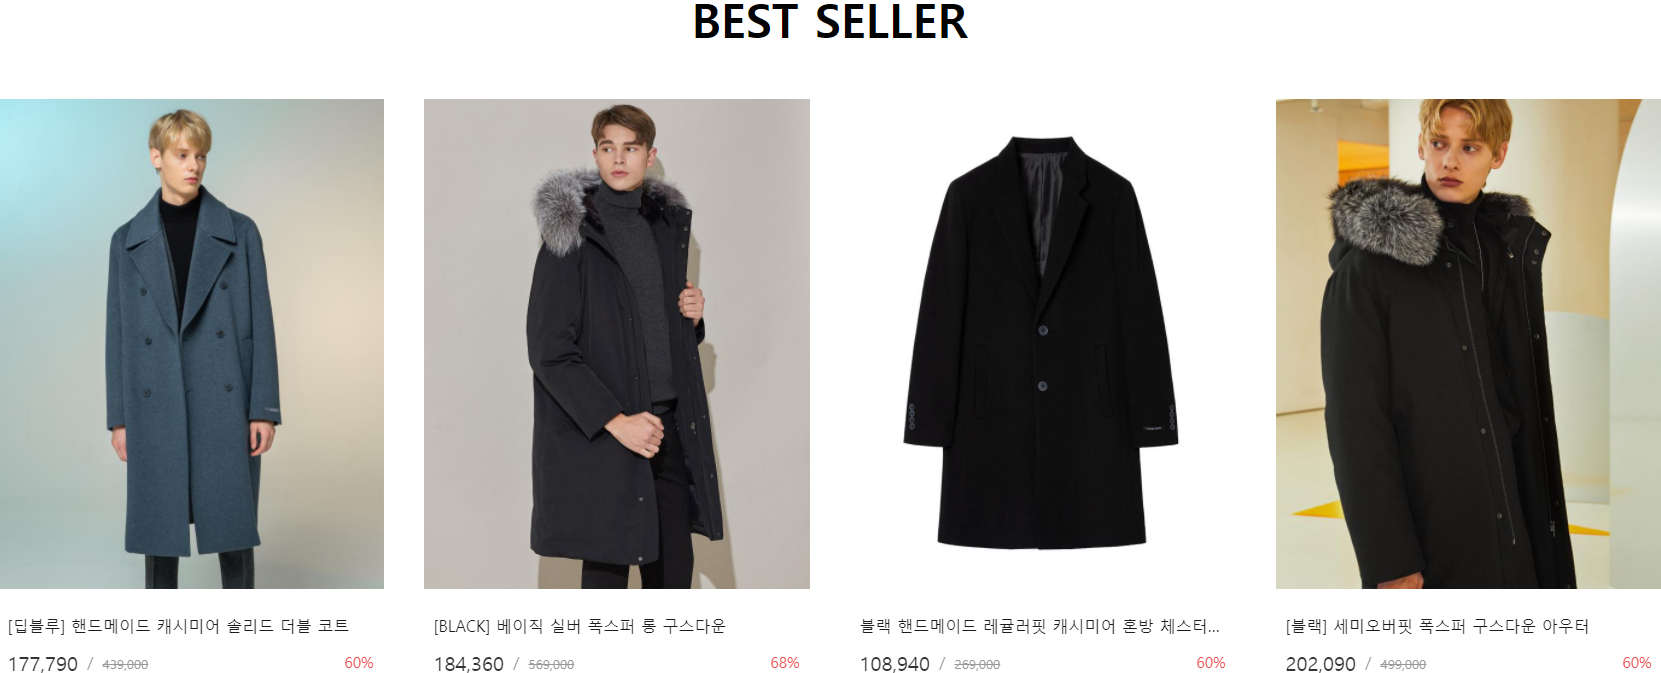 BEST SELLER
[딥블루] 핸드메이드 캐시미어 솔리드 더블 코트
177,790 / 439,000 60%
[BLACK] 베이직 실버 폭스퍼 롱 구스다운
184,360 / 569,000 68%
블랙 핸드메이드 레귤러핏 캐시미어 혼방 체스터...
108,940 / 269,000 60%
[블랙] 세미오버핏 폭스퍼 구스다운 아우터
202,090 / 499,000 60%